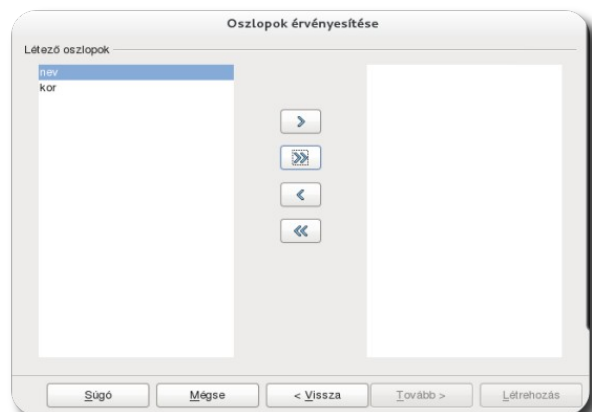 Oszlopok érvényesítése
Létező oszlopok
nev
kor
Súgó
Mégse
< Vissza
Tovább >
Létrehozás